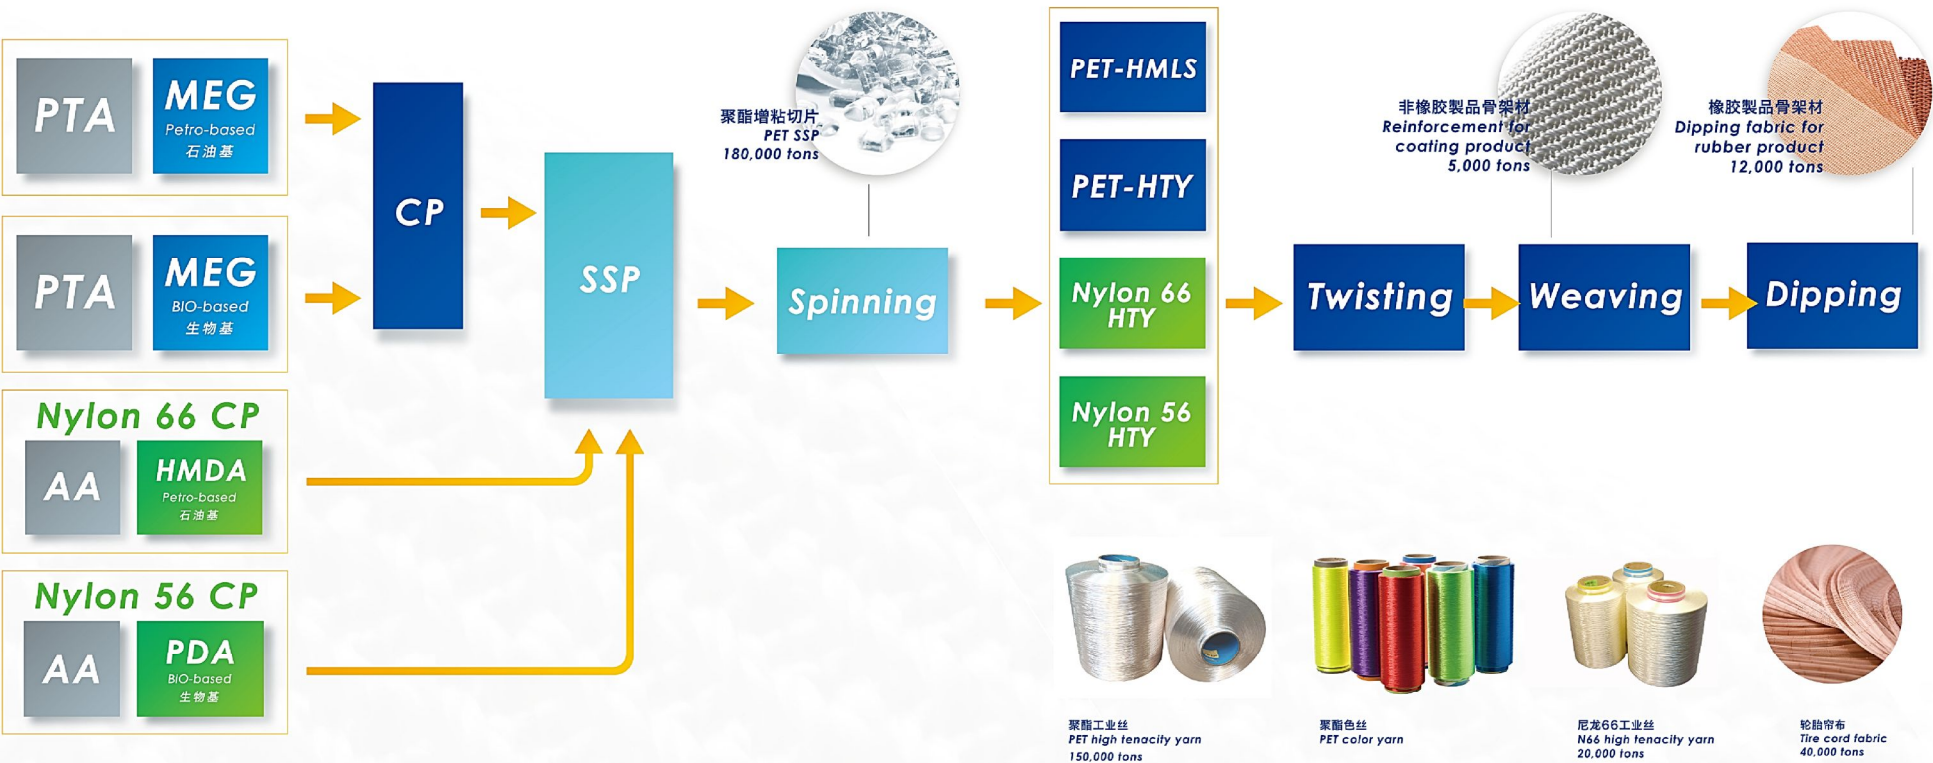 PTA
MEG
Petro-based
石油基
PTA
MEG
BIO-based
生物基
Nylon 66 CP
AA
HMDA
Petro-based
石油基
Nylon 56 CP
AA
PDA
BIO-based
生物基
CP
SSP
聚酯增粘切片
PET SSP
180,000 tons
Spinning
PET-HMLS
PET-HTY
Nylon 66
HTY
Nylon 56
HTY
Twisting
非橡胶製品骨架材
Reinforcement for
coating product
5,000 tons
Weaving
橡胶製品骨架材
Dipping fabric for
rubber product
12,000 tons
Dipping
聚酯工业丝
PET high tenacity yarn
150,000 tons
聚酯色丝
PET color yarn
尼龙66工业丝
N66 high tenacity yarn
20,000 tons
轮胎帘布
Tire cord fabric
40,000 tons